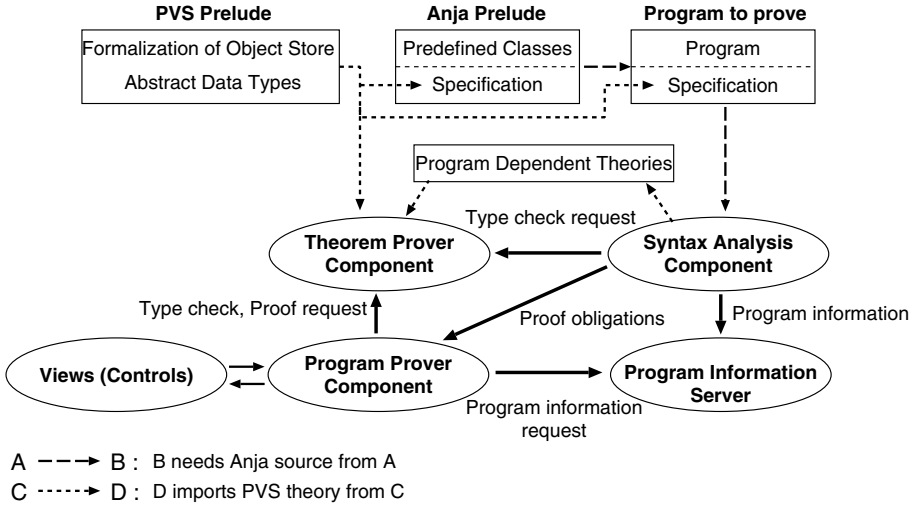 PVS Prelude
Anja Prelude
Program to prove
Formalization of Object Store
Abstract Data Types
Predefined Classes
Specification
Program
Specification
Program Dependent Theories
Type check request
Theorem Prover
Component
Syntax Analysis
Component
Type check, Proof request
Proof obligations
Program information
Views (Controls)
Program Prover
Component
Program Information
Server
Program information
request
A B : B needs Anja source from A
C D : D imports PVS theory from C